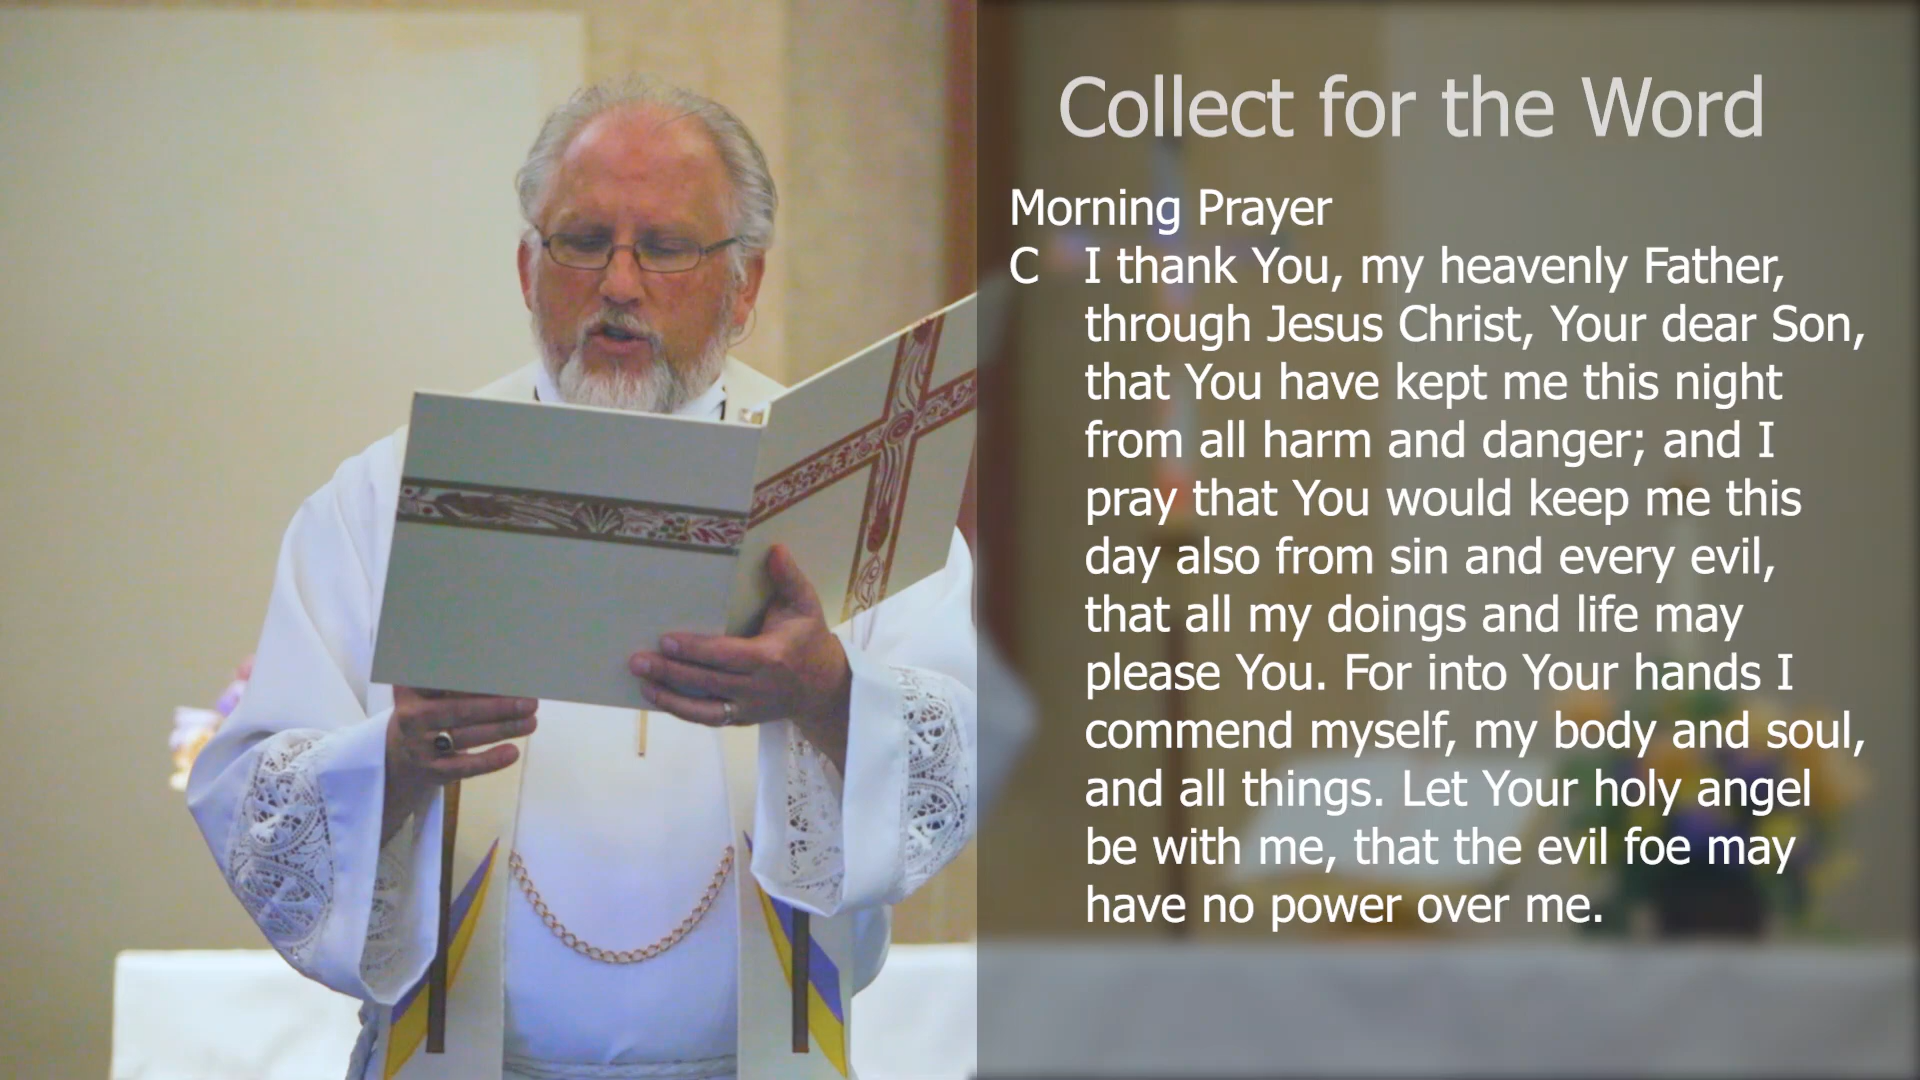 Collect for the Word
Morning Prayer
C I thank You, my heavenly Father,
through Jesus Christ, Your dear Son,
that You have kept me this night
from all harm and danger; and I
pray that You would keep me this
day also from sin and every evil,
that all my doings and life may
please You. For into Your hands I
commend myself, my body and soul,
and all things. Let Your holy angel
be with me, that the evil foe may
have no power over me.